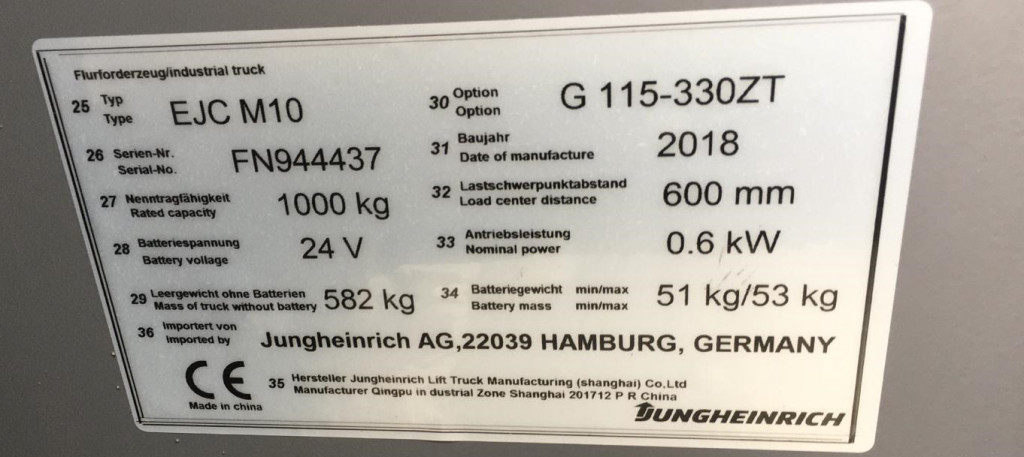 Flurforderzeug/industrial truck
25 Typ Type EJC M10
30 Option Option G 115-330ZT
26 Serien-Nr. Serial-No. FN944437
31 Baujahr Date of manufacture 2018
27 Nenntragfähigkeit Rated capacity 1000 kg
32 Lastschwerpunktabstand Load center distance 600 mm
28 Batteriespannung Battery voltage 24 V
33 Antriebsleistung Nominal power 0.6 kW
29 Leergewicht ohne Batterien Mass of truck without battery 582 kg
34 Batteriegewicht min/max Battery mass min/max 51 kg/53 kg
36 Importert von Imported by Jungheinrich AG,22039 HAMBURG, GERMANY
CE
Made in china
35 Hersteller Jungheinrich Lift Truck Manufacturing (shanghai) Co,Ltd
Manufacturer Qingpu in dustrial Zone Shanghai 201712 P R China
JUNGHEINRICH